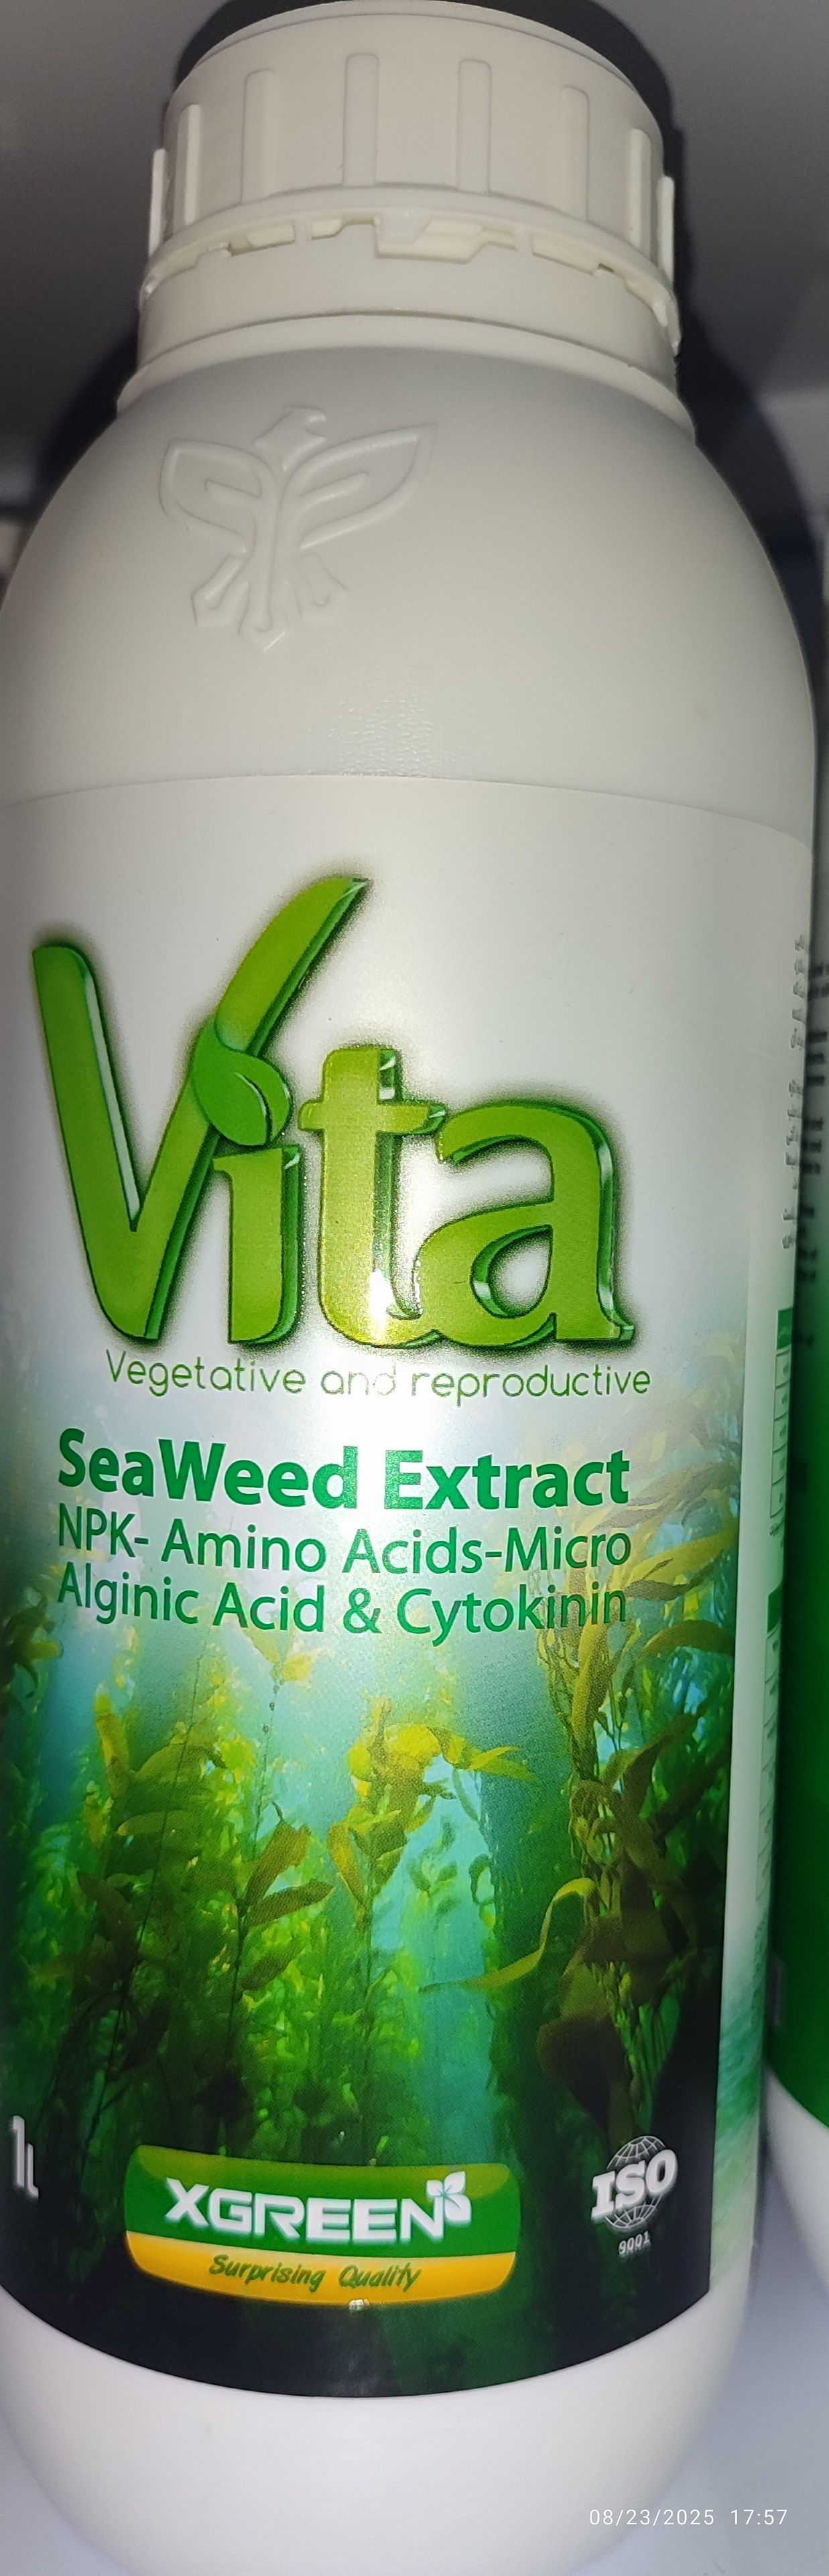 Vita
Vegetative and reproductive
SeaWeed Extract
NPK- Amino Acids-Micro
Alginic Acid & Cytokinin
1L
XGREEN
Surprising Quality
ISO
9001
08/23/2025 17:57